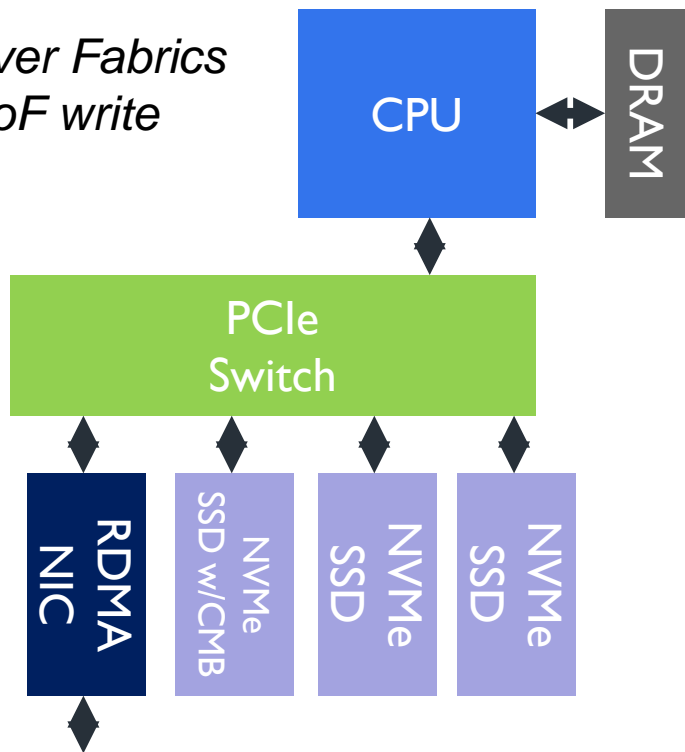 ver Fabrics
oF write
CPU
DRAM
PCIe
Switch
RDMA
NIC
NVMe
SSD w/CMB
NVMe
SSD
NVMe
SSD